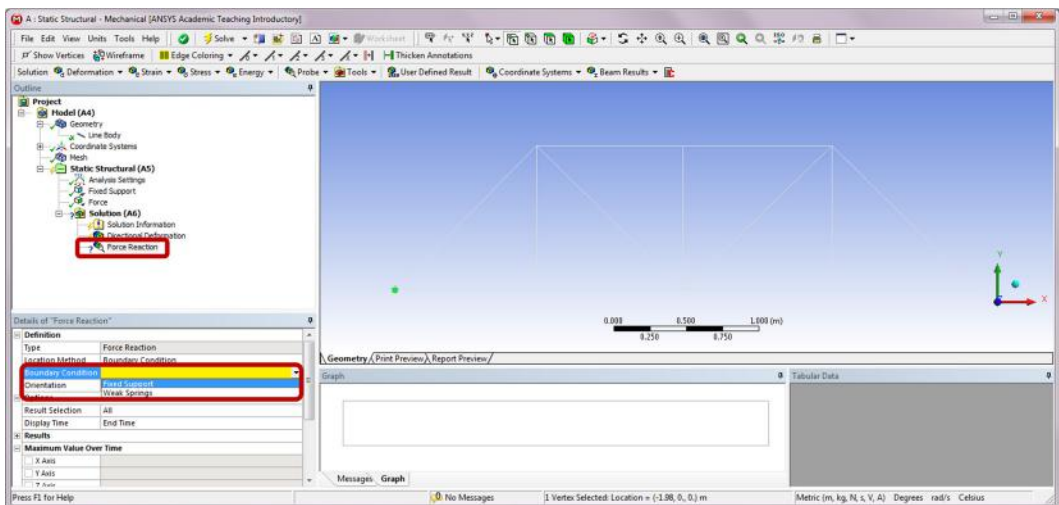 A : Static Structural - Mechanical [ANSYS Academic Teaching Introductory]
File Edit View Units Tools Help Solve Worksheet
Show Vertices Wireframe Edge Coloring Thicken Annotations
Solution Deformation Strain Stress Energy Probe Tools User Defined Result Coordinate Systems Beam Results
Outline
Project
Model (A4)
Geometry
Line Body
Coordinate Systems
Mesh
Static Structural (A5)
Analysis Settings
Fixed Support
Force
Solution (A6)
Solution Information
Directional Deformation
Force Reaction
Y
X
0.000 0.500 1.000 (m)
0.250 0.750
Geometry Print Preview Report Preview
Details of "Force Reaction"
Definition
Type Force Reaction
Location Method Boundary Condition
Boundary Condition
Orientation Fixed Support
Options Weak Springs
Result Selection All
Display Time End Time
Results
Maximum Value Over Time
X Axis
Y Axis
Z Axis
Graph
Tabular Data
Messages Graph
Press F1 for Help
No Messages
1 Vertex Selected: Location = (-1.98, 0., 0.) m
Metric (m, kg, N, s, V, A) Degrees rad/s Celsius